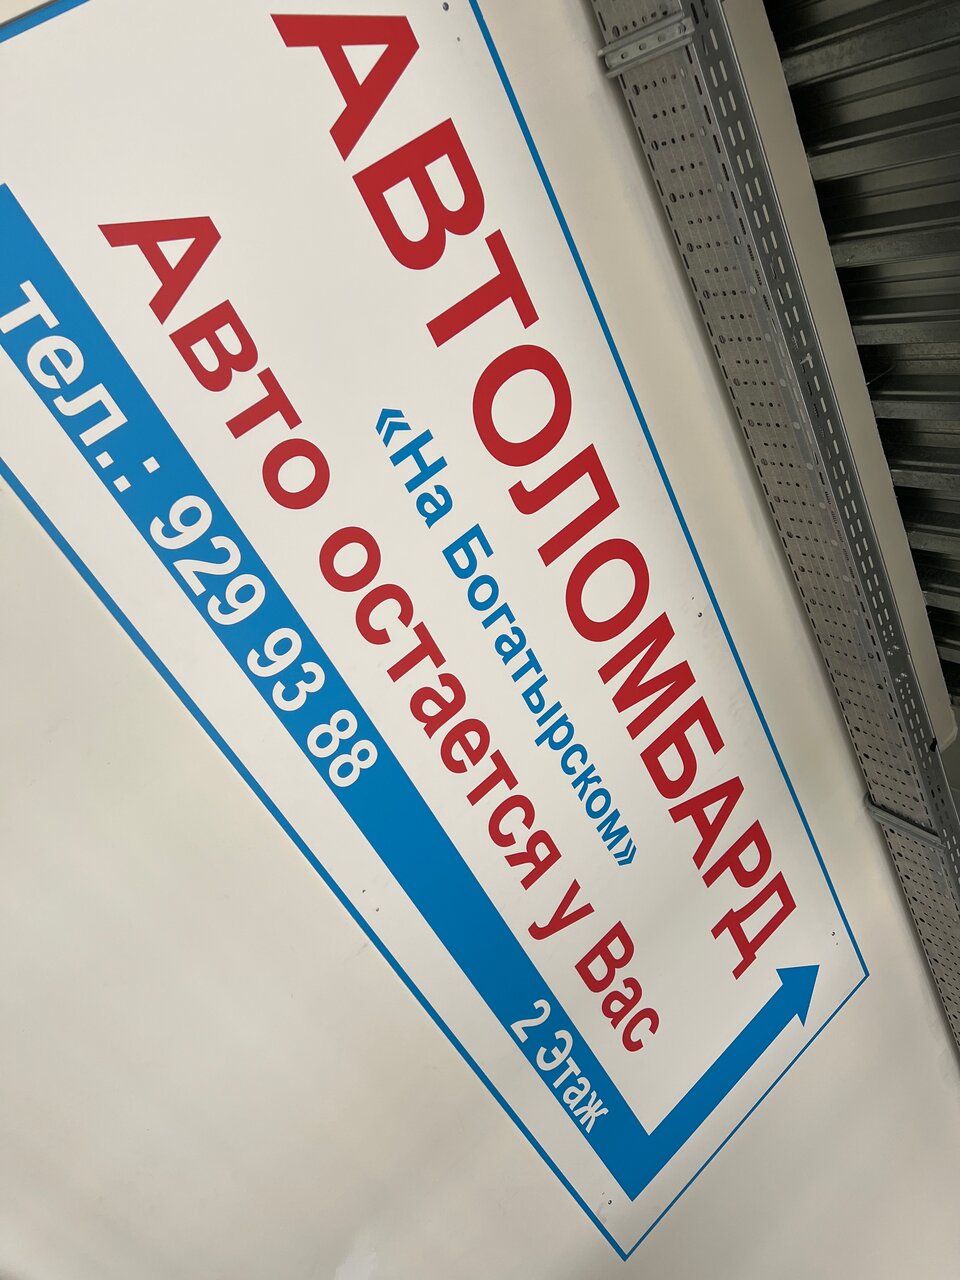 АВТОЛОМБАРД
«На Богатырском»
Авто остается у Вас
тел.: 929 93 88
2 Этаж